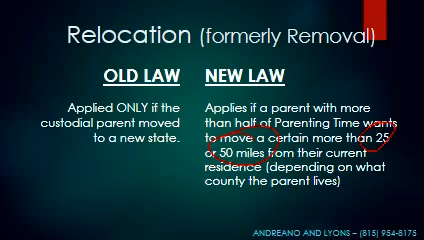 Relocation (formerly Removal)
OLD LAW
Applied ONLY if the
custodial parent moved
to a new state.
NEW LAW
Applies if a parent with more
than half of Parenting Time wants
to move a certain more than 25
or 50 miles from their current
residence (depending on what
county the parent lives)
ANDREANO AND LYONS – (815) 954-8175